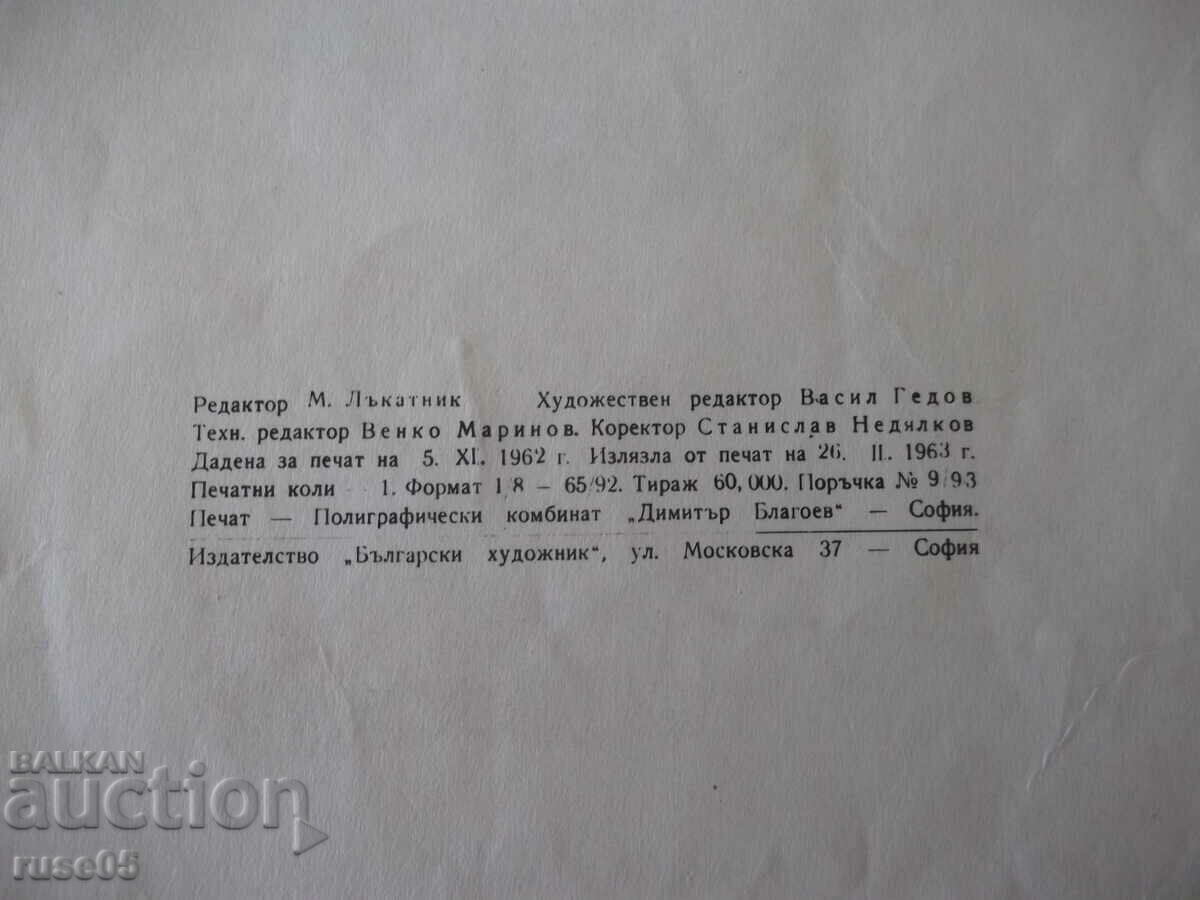 Редактор М. Лъкатник Художествен редактор Васил Гедов
Техн. редактор Венко Маринов. Коректор Станислав Недялков
Дадена за печат на 5. XI. 1962 г. Излязла от печат на 26. II. 1963 г.
Печатни коли — 1. Формат 1/8 — 65/92. Тираж 60,000. Поръчка № 9/93
Печат — Полиграфически комбинат „Димитър Благоев“ — София.
Издателство „Български художник“, ул. Московска 37 — София
BALKAN
auction
ruse05